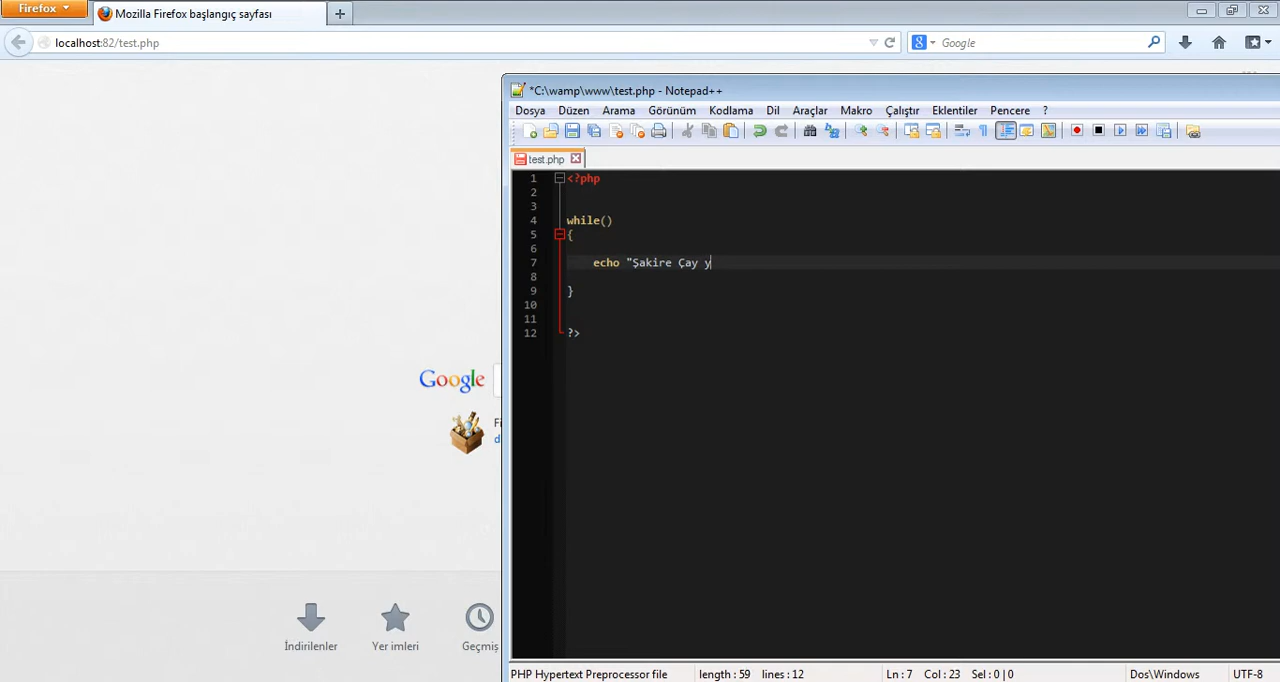 Firefox
Mozilla Firefox başlangıç sayfası
localhost:82/test.php
Google
*C:\wamp\www\test.php - Notepad++
Dosya Düzen Arama Görünüm Kodlama Dil Araçlar Makro Çalıştır Eklentiler Pencere ?
test.php
1 <?php
2
3
4 while()
5 {
6
7 echo "Şakire Çay y
8
9 }
10
11
12 ?>
Google
Fi
d
İndirilenler Yer imleri Geçmiş
PHP Hypertext Preprocessor file length : 59 lines : 12 Ln : 7 Col : 23 Sel : 0 | 0 Dos\Windows UTF-8